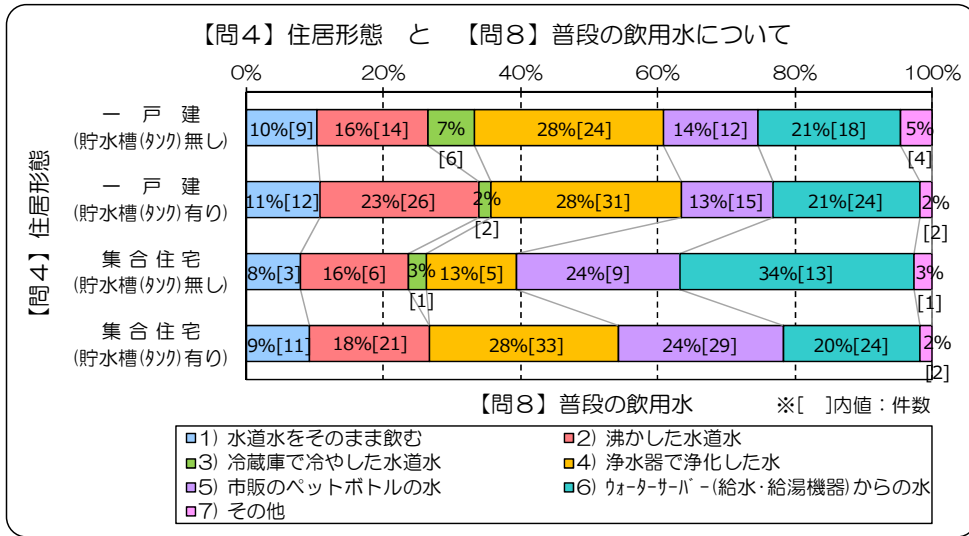 【問4】住居形態 と 【問8】普段の飲用水について
0% 20% 40% 60% 80% 100%
【問4】住居形態
一 戸 建
(貯水槽(ﾀﾝｸ)無し)
10%[9] 16%[14] 7% 28%[24] 14%[12] 21%[18] 5%
[6] [4]
一 戸 建
(貯水槽(ﾀﾝｸ)有り)
11%[12] 23%[26] 2% 28%[31] 13%[15] 21%[24] 2%
[2] [2]
集 合 住 宅
(貯水槽(ﾀﾝｸ)無し)
8%[3] 16%[6] 3% 13%[5] 24%[9] 34%[13] 3%
[1] [1]
集 合 住 宅
(貯水槽(ﾀﾝｸ)有り)
9%[11] 18%[21] 28%[33] 24%[29] 20%[24] 2%
[2]
【問8】普段の飲用水 ※[ ]内値：件数
1) 水道水をそのまま飲む 2) 沸かした水道水
3) 冷蔵庫で冷やした水道水 4) 浄水器で浄化した水
5) 市販のペットボトルの水 6) ｳｫｰﾀｰｻｰﾊﾞｰ(給水･給湯機器)からの水
7) その他